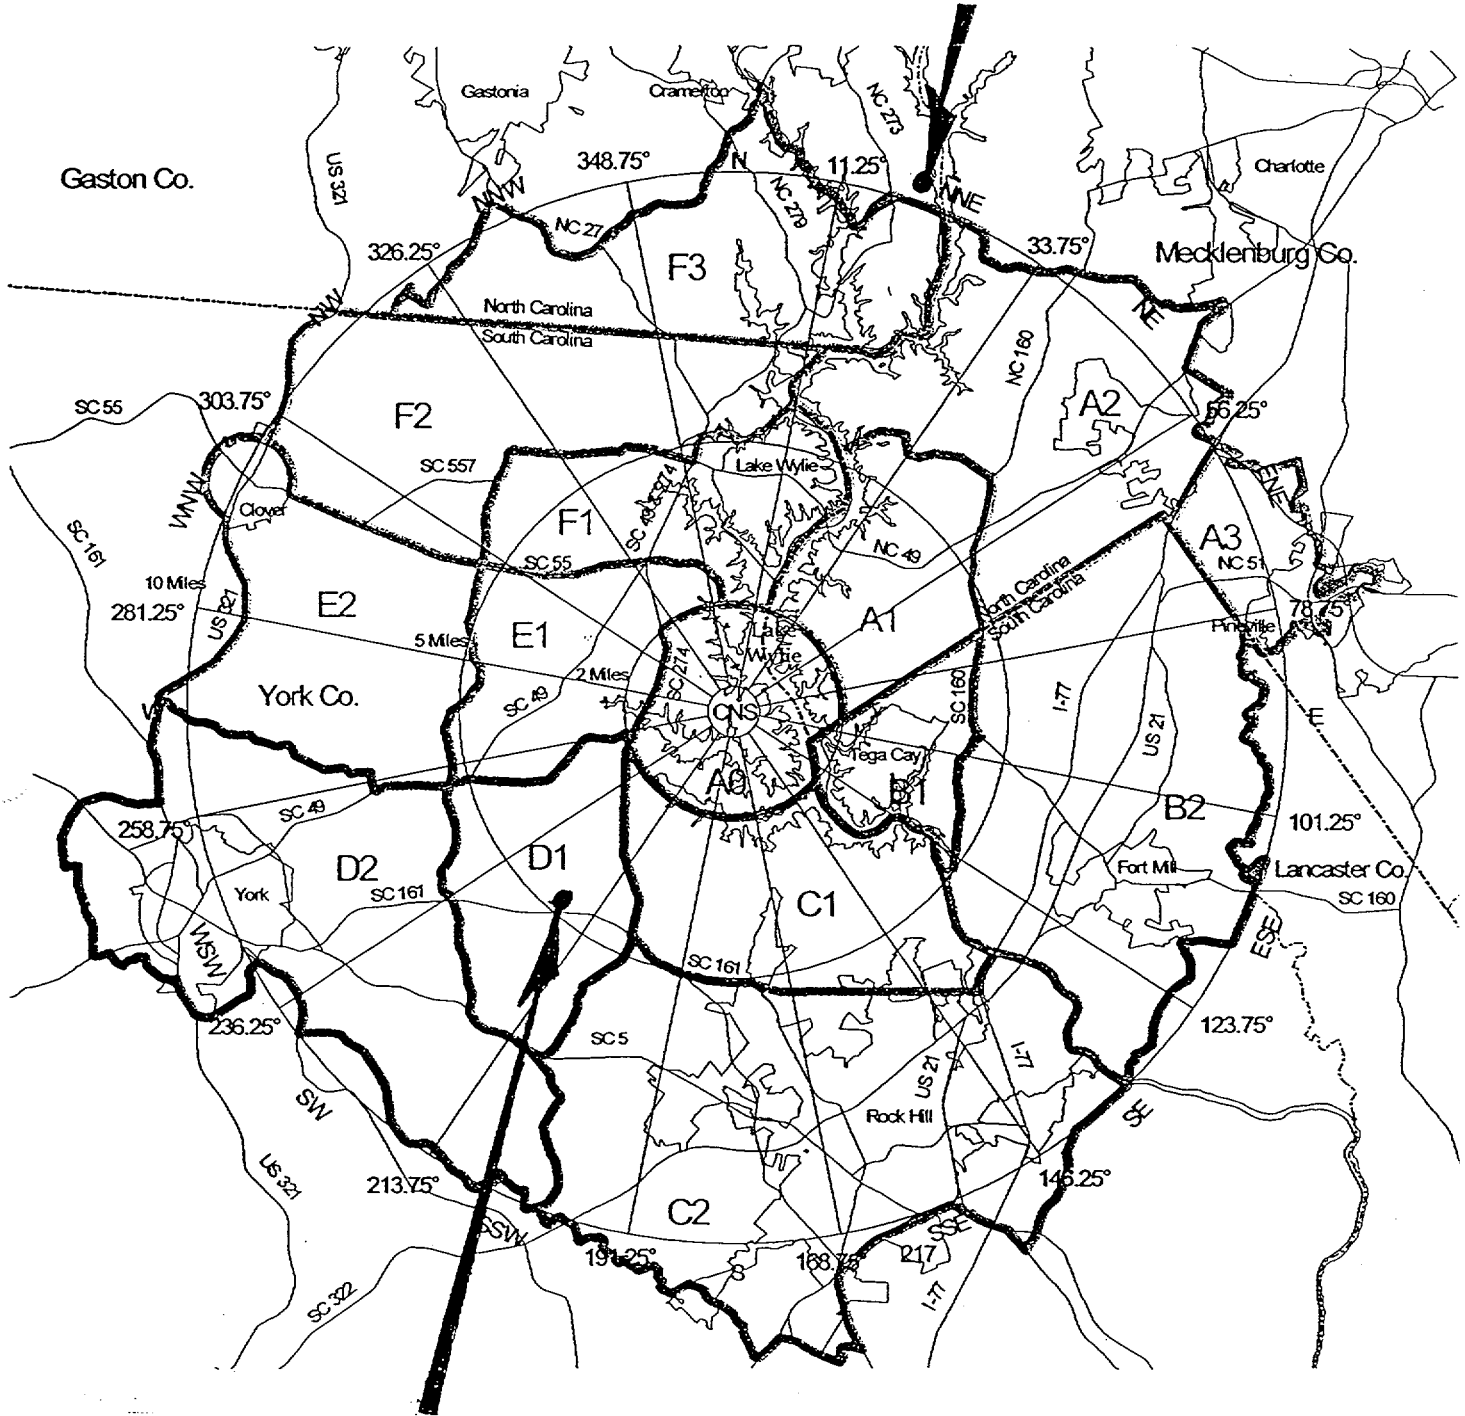 Gastonia
Cramerton
NC 273
Gaston Co.
US 321
348.75°
N
11.25°
Charlotte
NNW
NC 27
NC 279
NNE
326.25°
33.75°
Mecklenburg Co.
F3
NW
North Carolina
South Carolina
NE
NC 160
SC 55
303.75°
F2
A2
56.25°
SC 557
Lake Wylie
WNW
Clover
SC 49 & 274
ENE
F1
SC 161
SC 55
NC 49
A3
NC 51
North Carolina
South Carolina
10 Miles
281.25°
US 321
E2
5 Miles
E1
A1
78.75°
Pineville
Lake
Wylie
2 Miles
SC 274
York Co.
SC 49
CNS
SC 160
I-77
US 21
E
Tega Cay
A0
B1
B2
SC 49
258.75°
101.25°
D2
D1
Fort Mill
Lancaster Co.
SC 160
York
SC 161
C1
WSW
ESE
SC 161
236.25°
123.75°
SC 5
I-77
US 21
SW
Rock Hill
SE
US 321
213.75°
146.25°
C2
SSW
SSE
191.25°
S
168.75°
217
SC 322
I-77